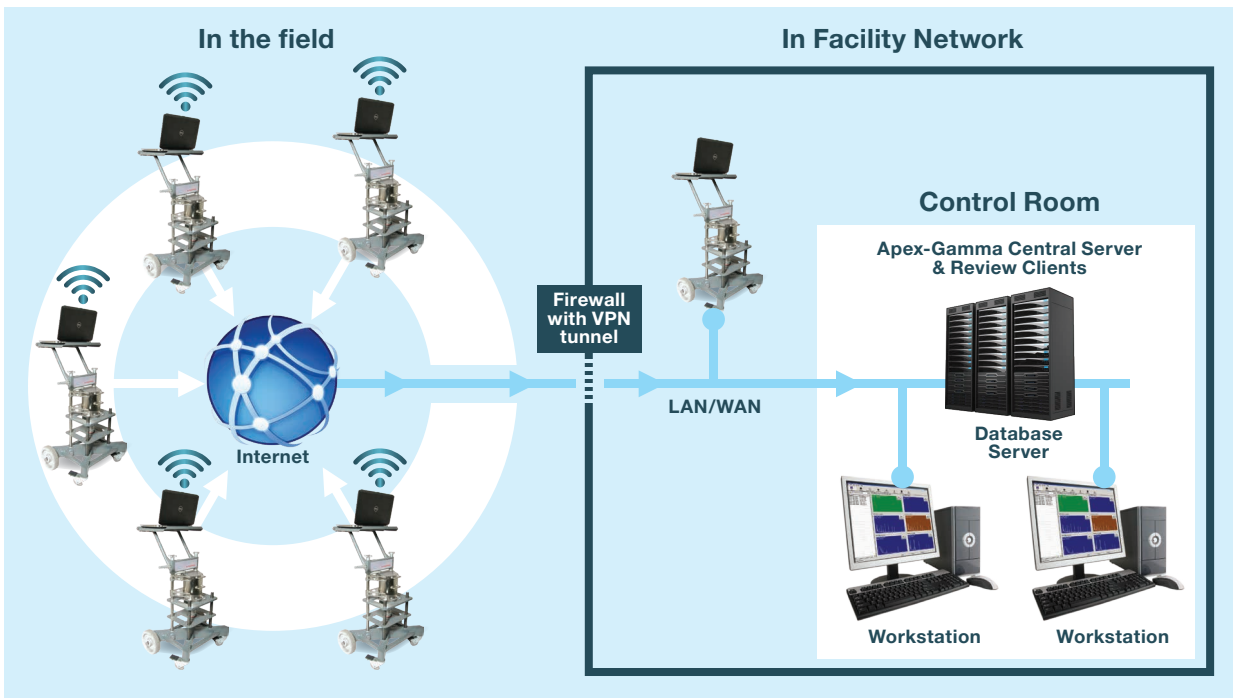 In the field
In Facility Network
Control Room
Apex-Gamma Central Server
& Review Clients
Firewall
with VPN
tunnel
Internet
LAN/WAN
Database
Server
Workstation
Workstation